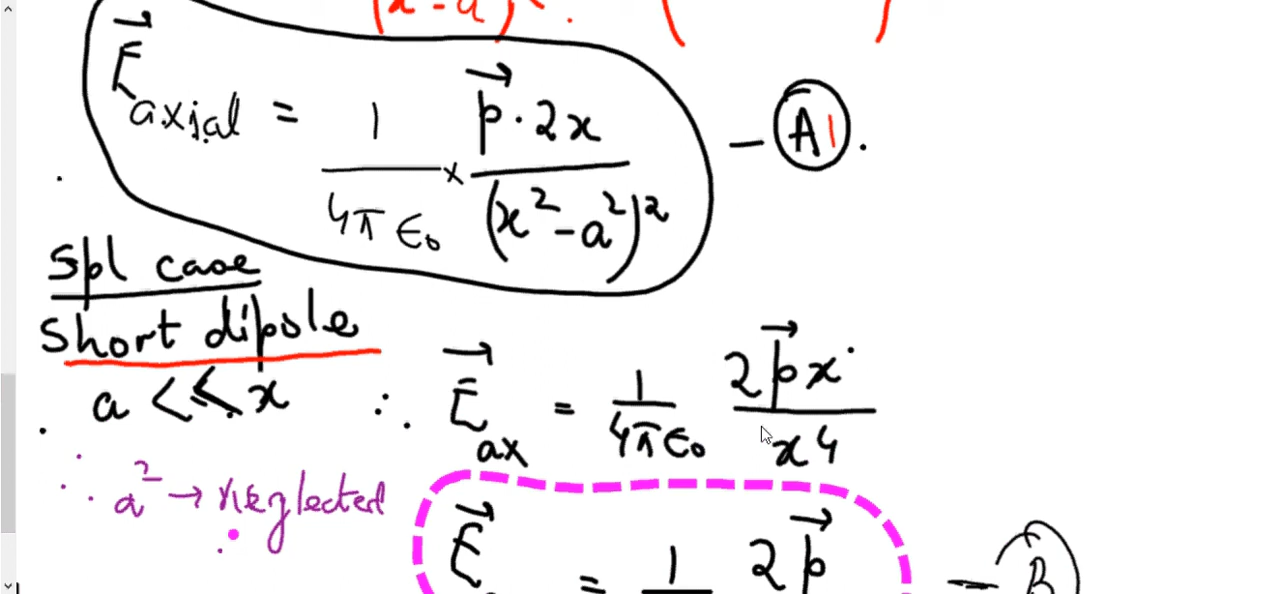 (x - a)
E⃗axial = 1/4πϵ₀ × p⃗ · 2x/(x² - a²)² — A1.
Spl case
Short dipole
a << x ∴ E⃗ax = 1/4πϵ₀ 2p⃗x/x⁴
∴ a² → neglected
E⃗ = 1 2p⃗ — B